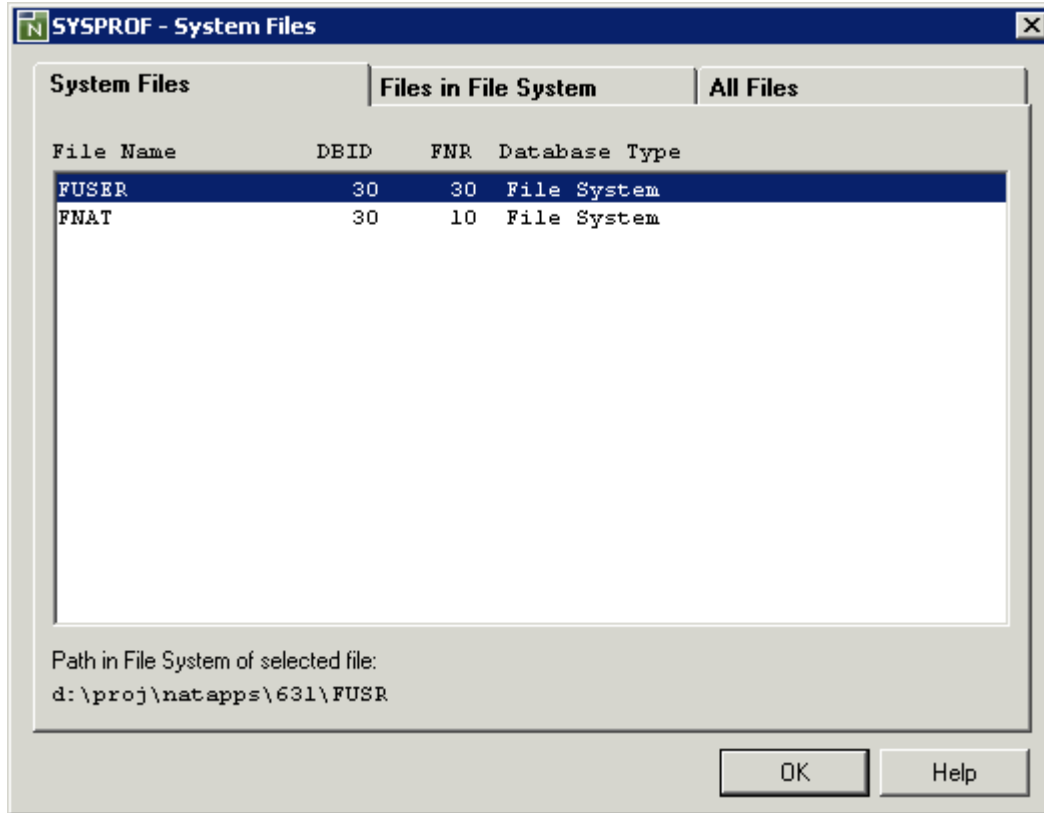 N SYSPROF - System Files
System Files Files in File System All Files
File Name DBID FNR Database Type
FUSER 30 30 File System
FNAT 30 10 File System
Path in File System of selected file:
d:\proj\natapps\631\FUSR
OK Help